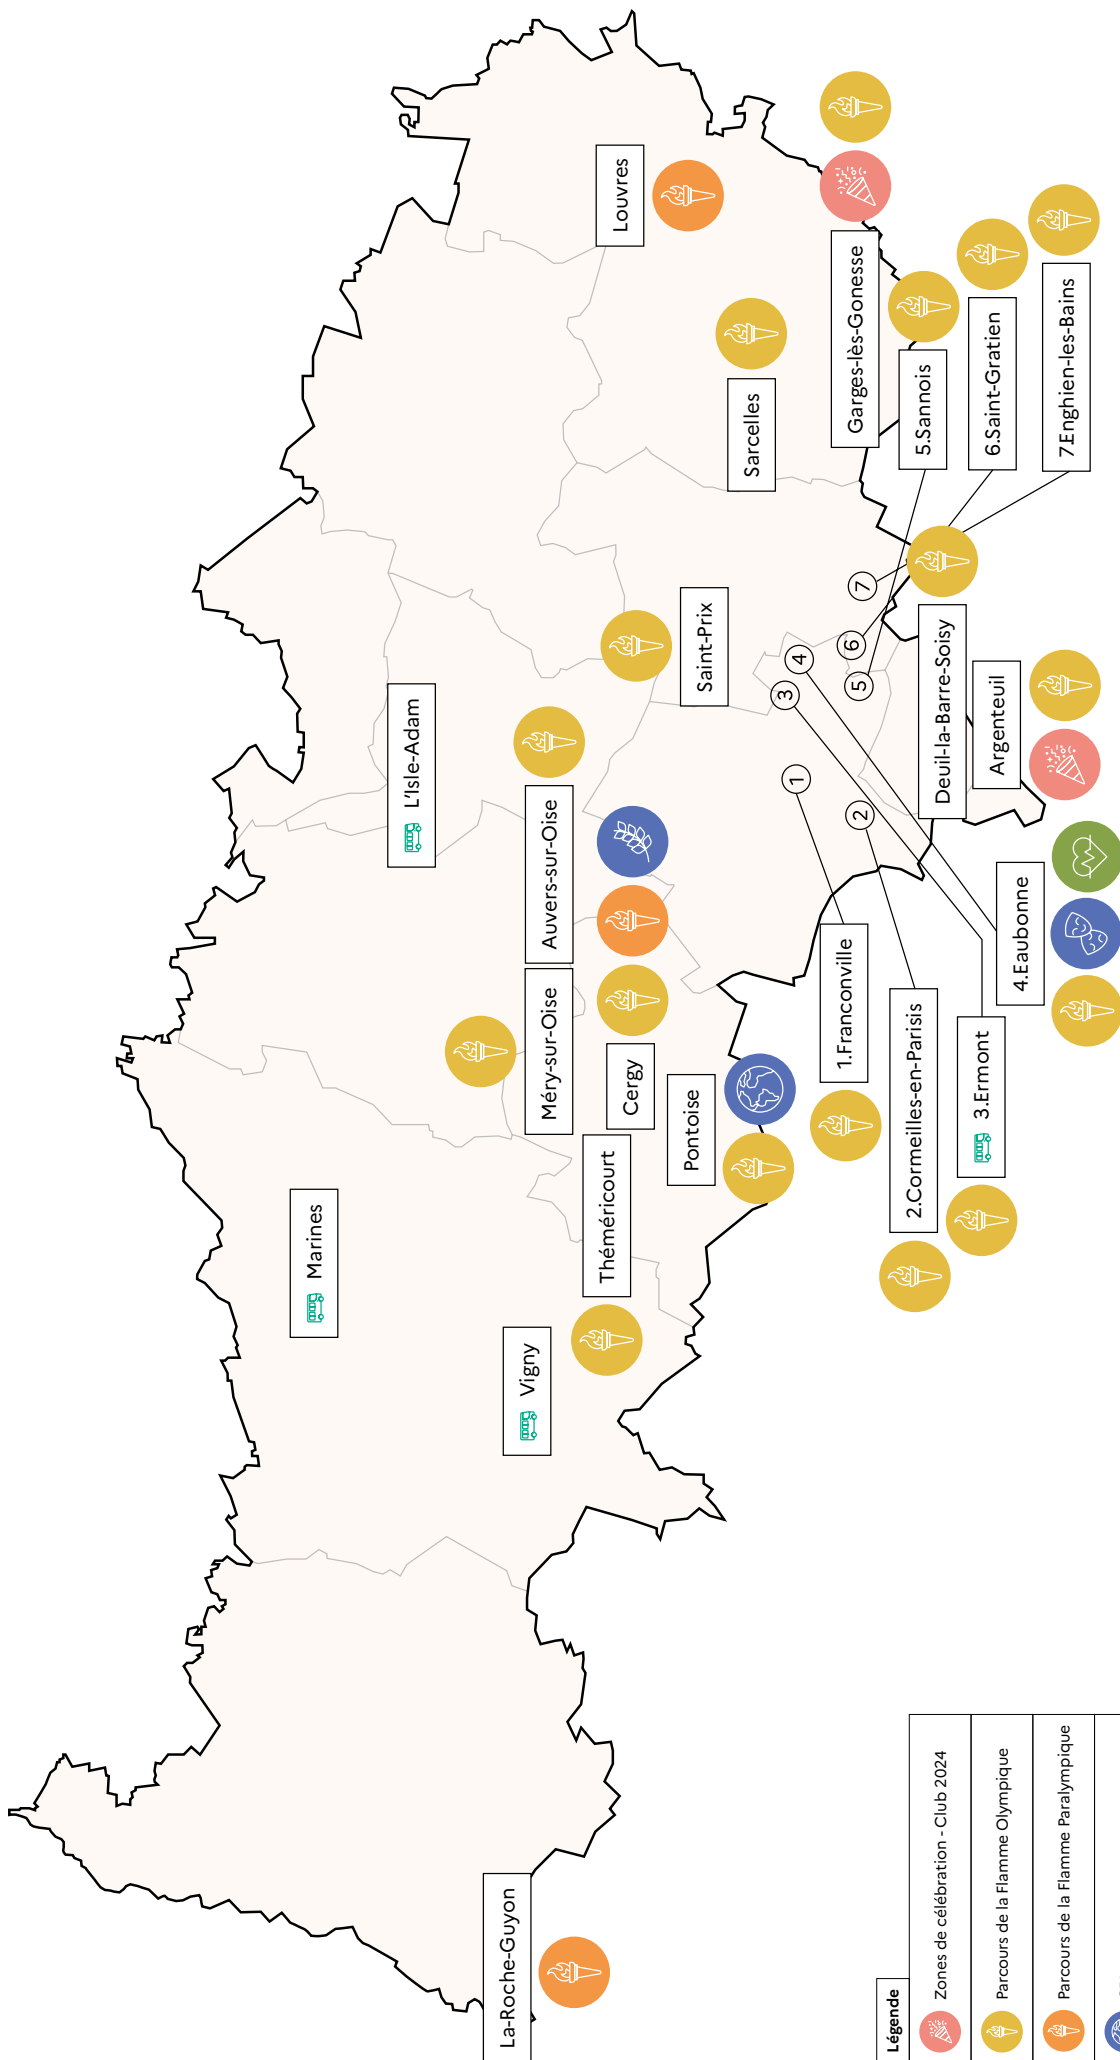 L'Isle-Adam
Marines
Vigny
La-Roche-Guyon
Louvres
Sarcelles
Saint-Prix
Auvers-sur-Oise
Méry-sur-Oise
Cergy
Théméricourt
Pontoise
Garges-lès-Gonesse
5.Sannois
6.Saint-Gratien
7.Enghien-les-Bains
Deuil-la-Barre-Soisy
Argenteuil
1
2
3
4
5
6
7
1.Franconville
2.Cormeilles-en-Parisis
3.Ermont
4.Eaubonne
Légende
Zones de célébration - Club 2024
Parcours de la Flamme Olympique
Parcours de la Flamme Paralympique